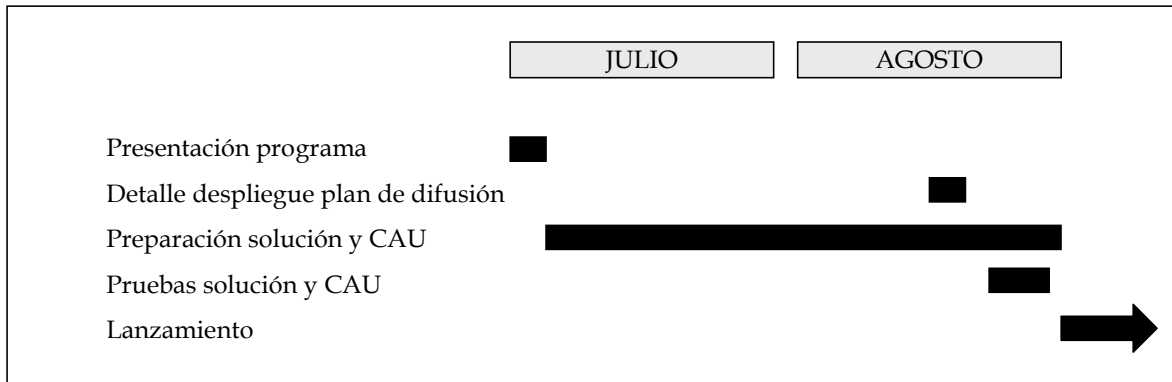 JULIO AGOSTO
Presentación programa
Detalle despliegue plan de difusión
Preparación solución y CAU
Pruebas solución y CAU
Lanzamiento